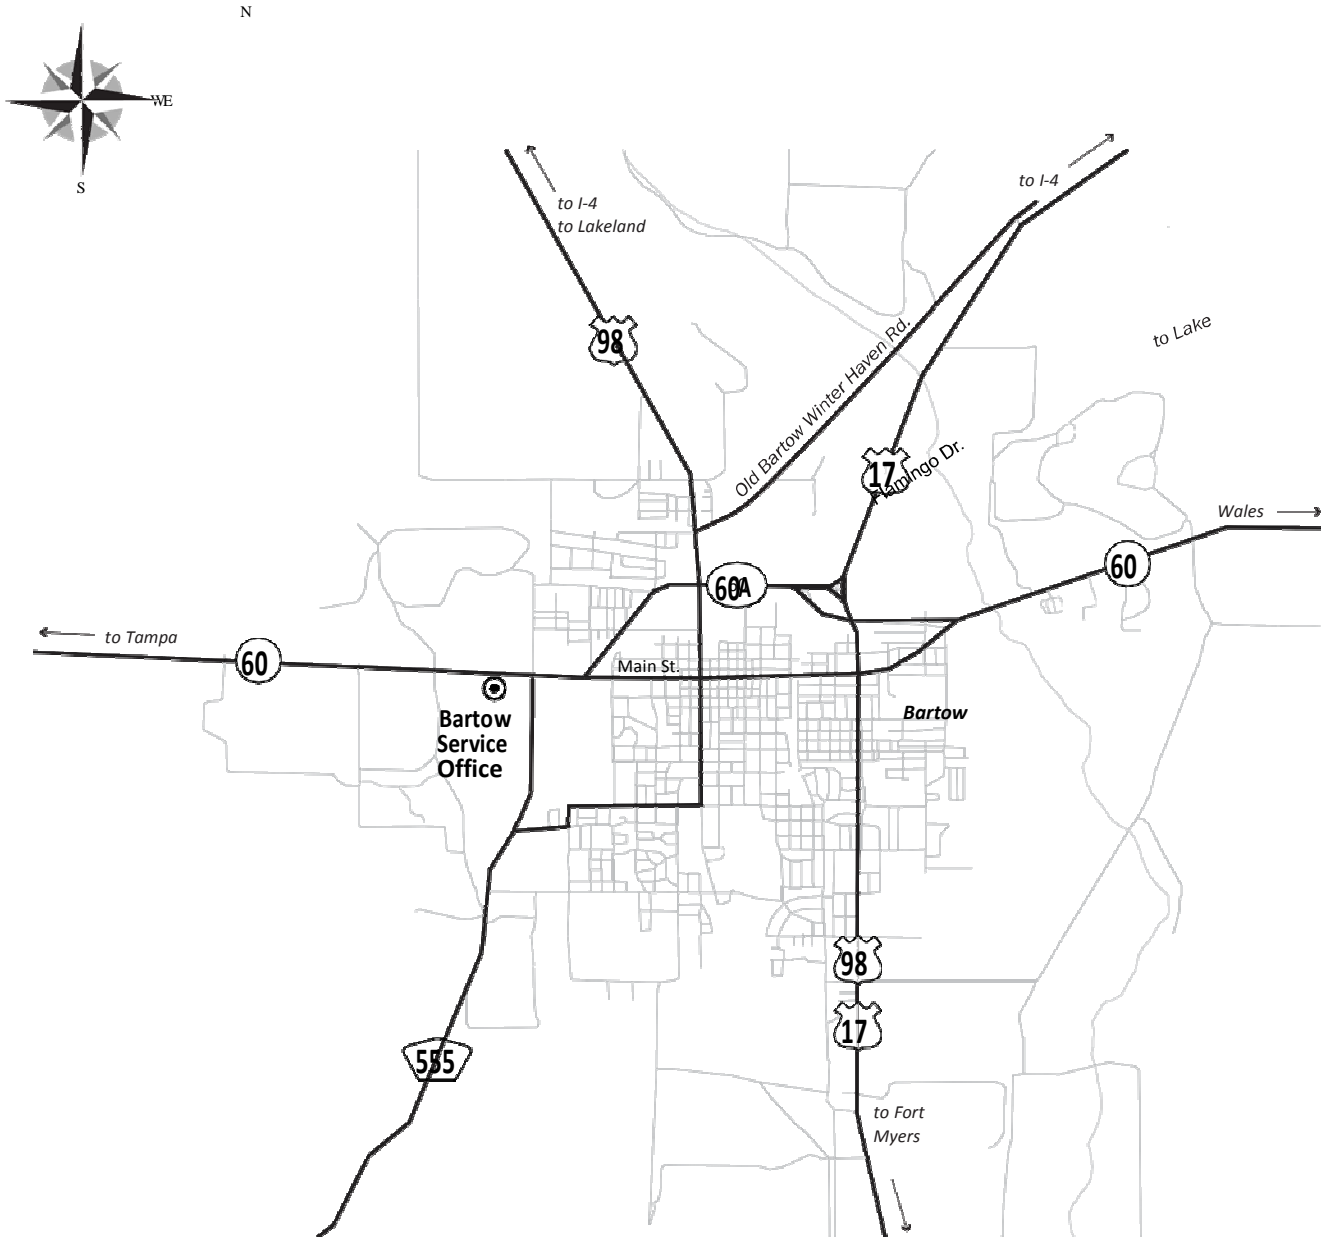 N
WE
S
to I-4
to I-4
to Lakeland
98
to Lake
Old Bartow Winter Haven Rd.
17
Flamingo Dr.
Wales
60
60A
to Tampa
60
Main St.
Bartow
Service
Office
Bartow
98
17
555
to Fort
Myers